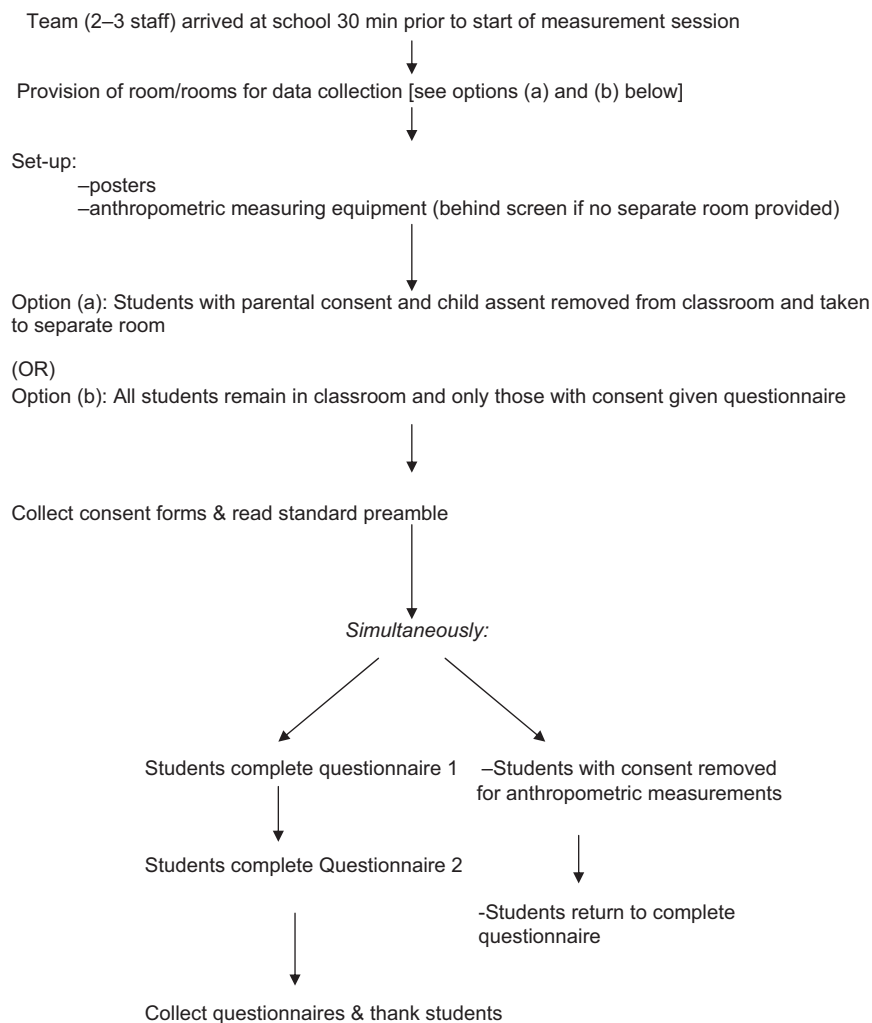 Team (2–3 staff) arrived at school 30 min prior to start of measurement session
Provision of room/rooms for data collection [see options (a) and (b) below]
Set-up:
–posters
–anthropometric measuring equipment (behind screen if no separate room provided)
Option (a): Students with parental consent and child assent removed from classroom and taken
to separate room
(OR)
Option (b): All students remain in classroom and only those with consent given questionnaire
Collect consent forms & read standard preamble
Simultaneously:
Students complete questionnaire 1
–Students with consent removed
for anthropometric measurements
Students complete Questionnaire 2
-Students return to complete
questionnaire
Collect questionnaires & thank students